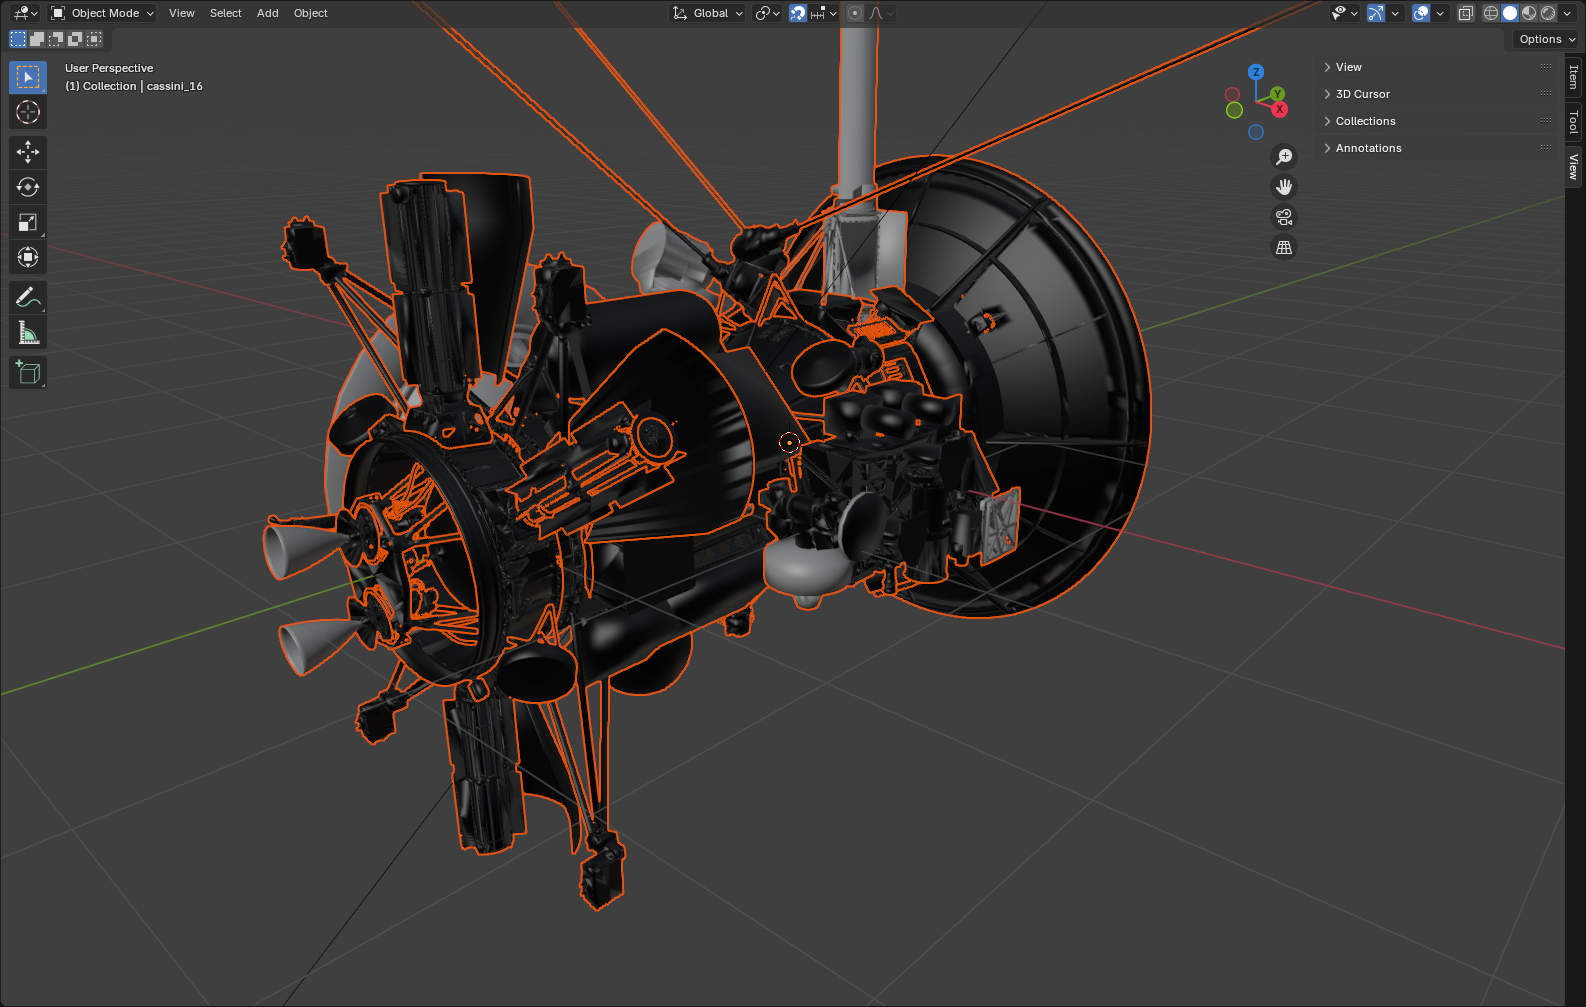 Object Mode
View
Select
Add
Object
Global
Options
User Perspective
(1) Collection | cassini_16
Z
Y
X
View
3D Cursor
Collections
Annotations
Item
Tool
View